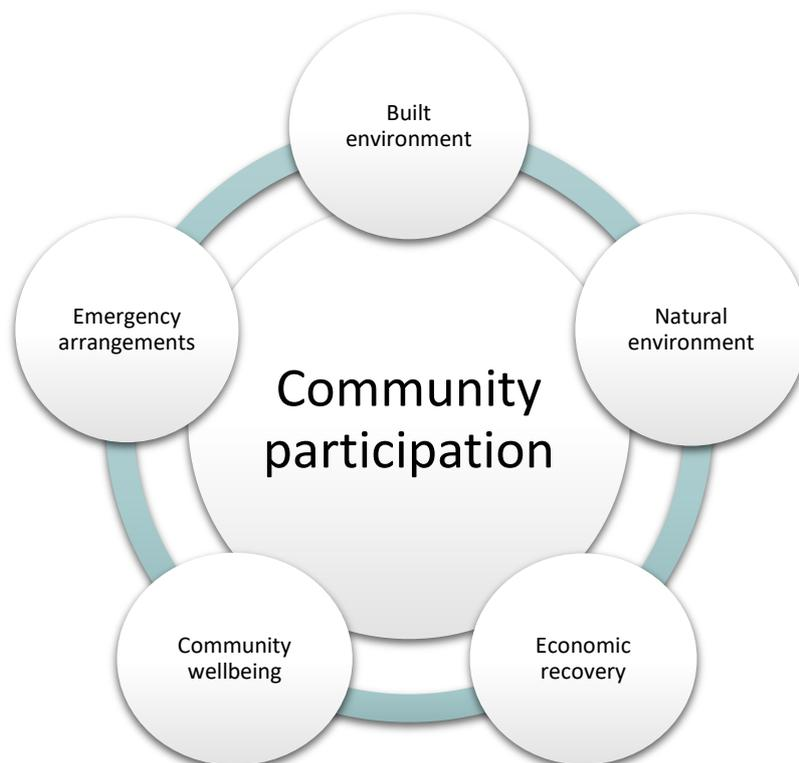 Built
environment
Emergency
arrangements
Natural
environment
Community
participation
Community
wellbeing
Economic
recovery